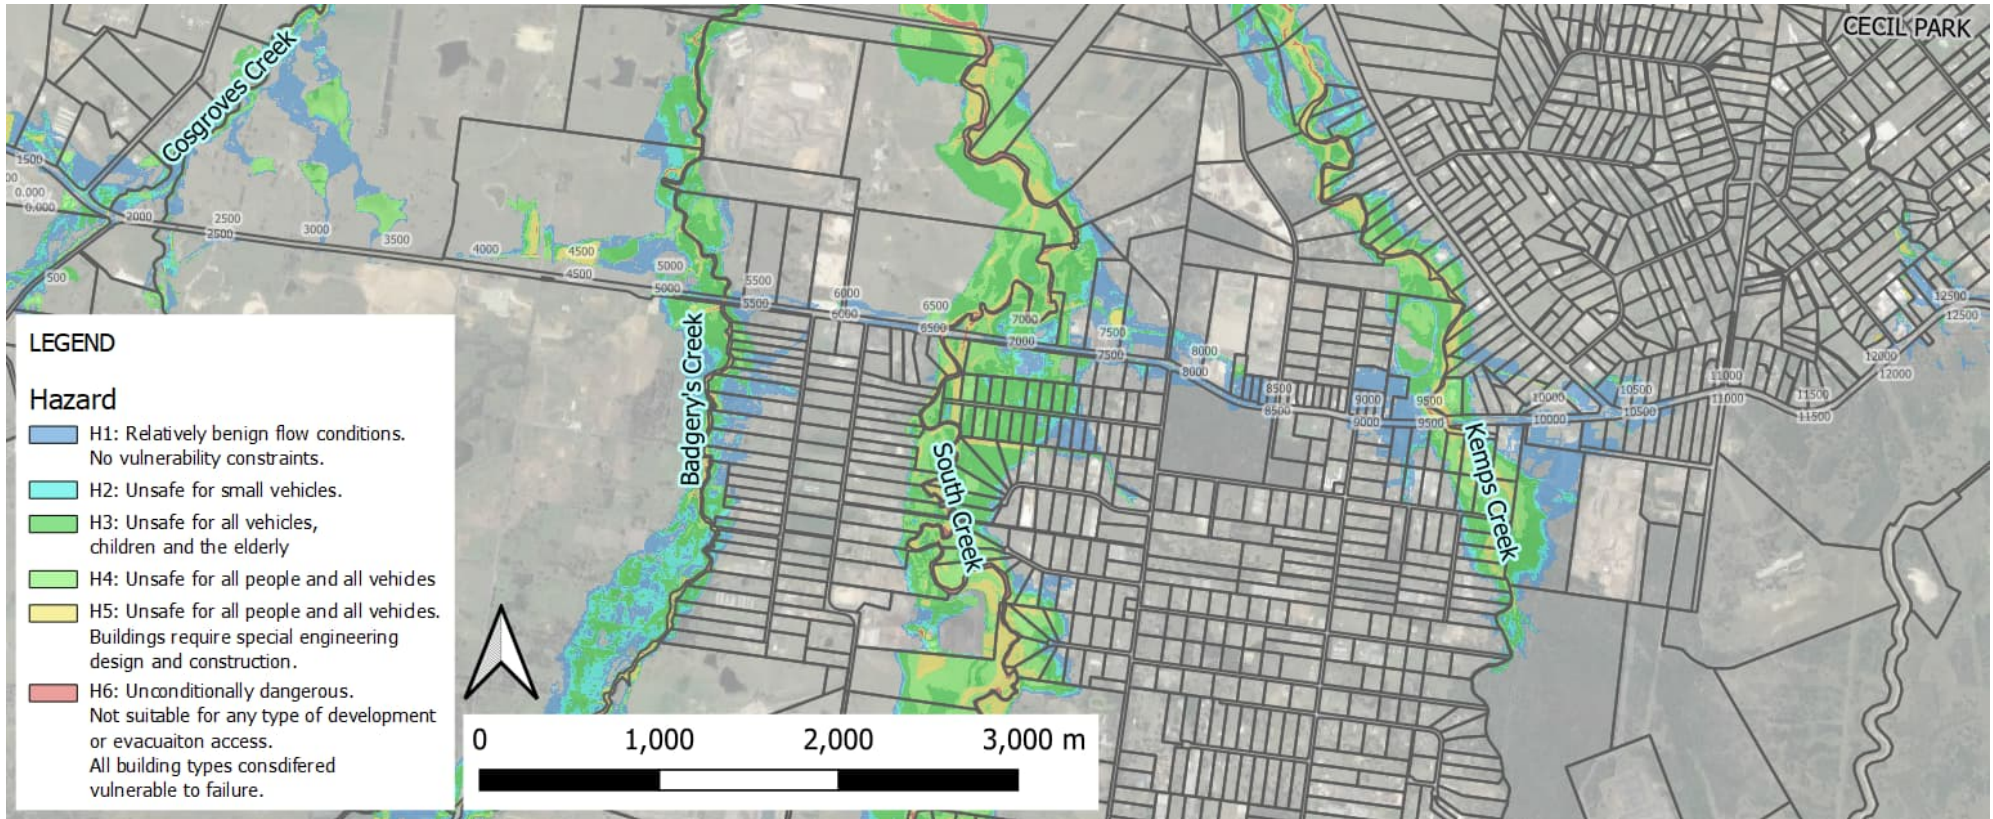 CECIL PARK
Cosgroves Creek
1500
00
0.000
0.000
2000
2500
2500
3000
3500
4000
4500
4500
5000
5000
5500
5500
6000
6000
6500
6500
7000
7000
7500
7500
8000
8000
8500
8500
9000
9000
9500
9500
10000
10000
10500
10500
11000
11000
11500
11500
12000
12000
12500
12500
500
Badgery's Creek
South Creek
Kemps Creek
LEGEND
Hazard
H1: Relatively benign flow conditions.
No vulnerability constraints.
H2: Unsafe for small vehicles.
H3: Unsafe for all vehicles,
children and the elderly
H4: Unsafe for all people and all vehicles
H5: Unsafe for all people and all vehicles.
Buildings require special engineering
design and construction.
H6: Unconditionally dangerous.
Not suitable for any type of development
or evacuaiton access.
All building types consdifered
vulnerable to failure.
0 1,000 2,000 3,000 m